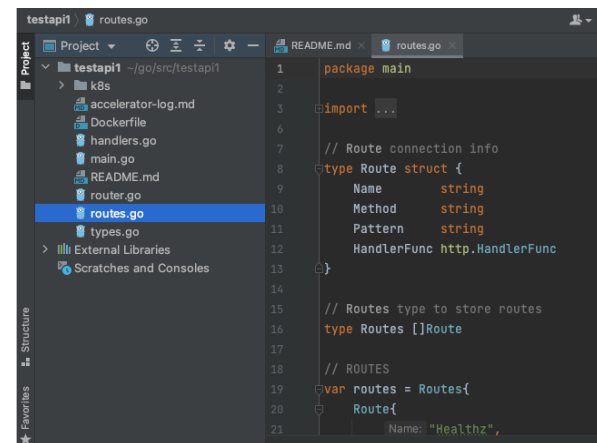 testapi1 routes.go
Project
Project
testapi1 ~/go/src/testapi1
k8s
accelerator-log.md
Dockerfile
handlers.go
main.go
README.md
router.go
routes.go
types.go
External Libraries
Scratches and Consoles
Structure
Favorites
README.md routes.go
1 package main
2
3 import ...
6
7 // Route connection info
8 type Route struct {
9 Name string
10 Method string
11 Pattern string
12 HandlerFunc http.HandlerFunc
13 }
14
15 // Routes type to store routes
16 type Routes []Route
17
18 // ROUTES
19 var routes = Routes{
20 Route{
21 Name: "Healthz",